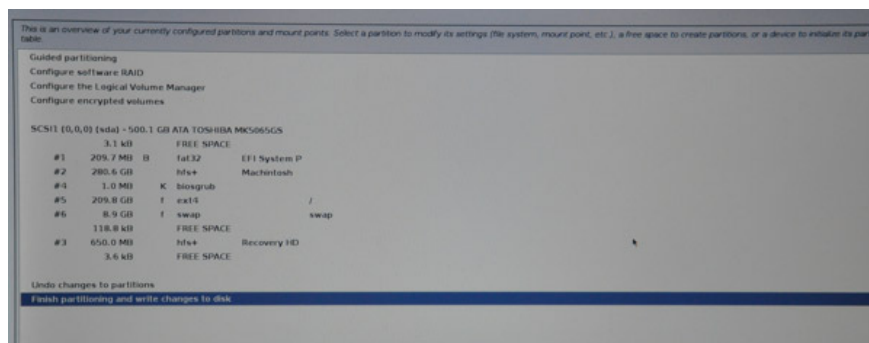 This is an overview of your currently configured partitions and mount points. Select a partition to modify its settings (file system, mount point, etc.), a free space to create partitions, or a device to initialize its par
table.
Guided partitioning
Configure software RAID
Configure the Logical Volume Manager
Configure encrypted volumes
SCSI1 (0,0,0) (sda) - 500.1 GB ATA TOSHIBA MK5065GS
3.1 kB FREE SPACE
#1 209.7 MB B fat32 EFI System P
#2 280.6 GB hfs+ Machintosh
#4 1.0 MB K biosgrub
#5 209.8 GB f ext4 /
#6 8.9 GB f swap swap
118.8 kB FREE SPACE
#3 650.0 MB hfs+ Recovery HD
3.6 kB FREE SPACE
Undo changes to partitions
Finish partitioning and write changes to disk